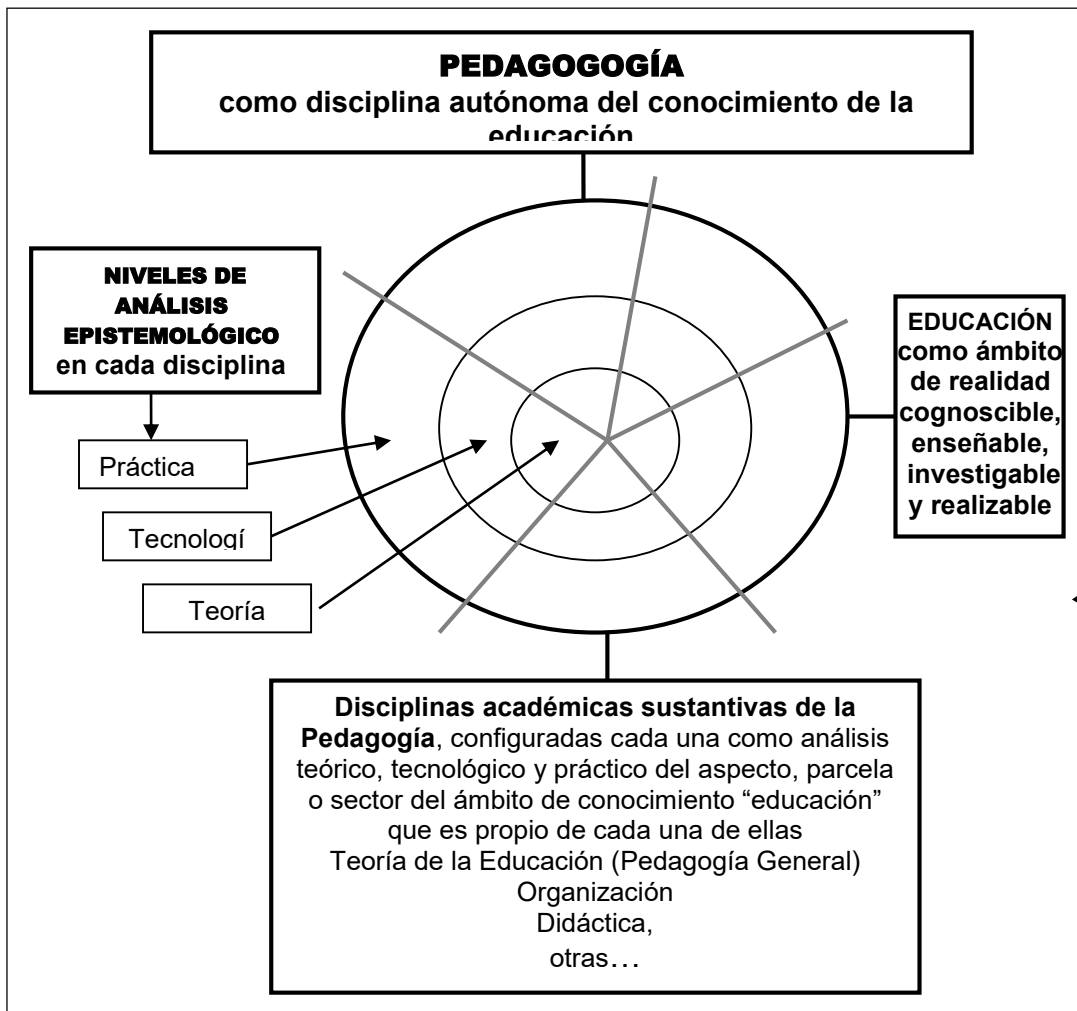 PEDAGOGOGÍA
como disciplina autónoma del conocimiento de la
educación
NIVELES DE
ANÁLISIS
EPISTEMOLÓGICO
en cada disciplina
Práctica
Tecnologí
Teoría
EDUCACIÓN
como ámbito
de realidad
cognoscible,
enseñable,
investigable
y realizable
Disciplinas académicas sustantivas de la
Pedagogía, configuradas cada una como análisis
teórico, tecnológico y práctico del aspecto, parcela
o sector del ámbito de conocimiento “educación”
que es propio de cada una de ellas
Teoría de la Educación (Pedagogía General)
Organización
Didáctica,
otras…